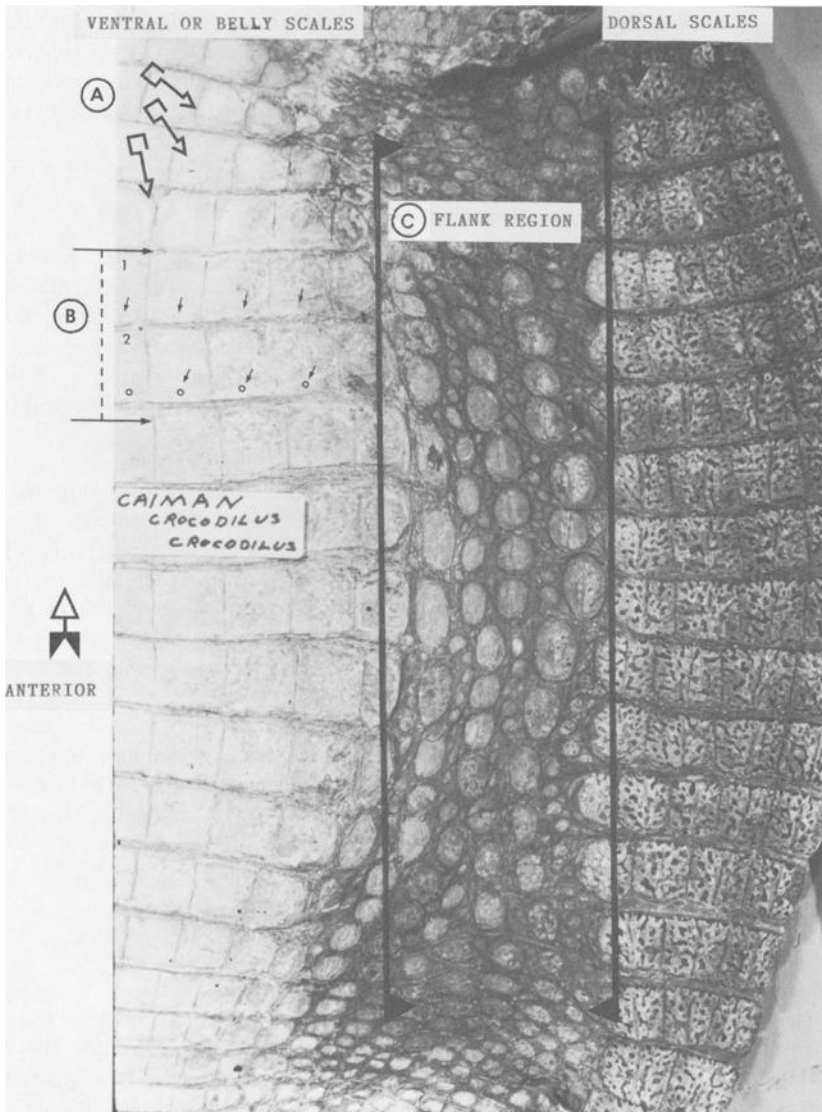 VENTRAL OR BELLY SCALES
DORSAL SCALES
A
C
FLANK REGION
1
B
2
CAIMAN
CROCODILUS
CROCODILUS
ANTERIOR